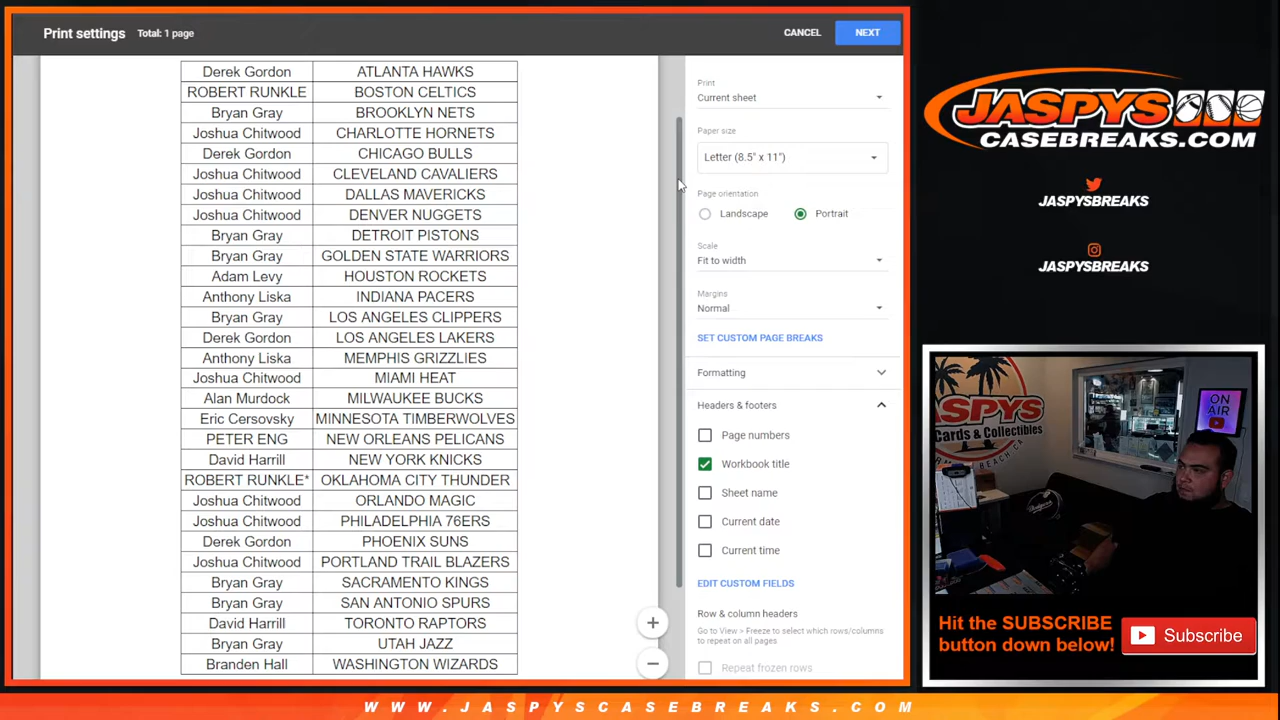 Print settings Total: 1 page CANCEL NEXT
Derek Gordon ATLANTA HAWKS
ROBERT RUNKLE BOSTON CELTICS
Bryan Gray BROOKLYN NETS
Joshua Chitwood CHARLOTTE HORNETS
Derek Gordon CHICAGO BULLS
Joshua Chitwood CLEVELAND CAVALIERS
Joshua Chitwood DALLAS MAVERICKS
Joshua Chitwood DENVER NUGGETS
Bryan Gray DETROIT PISTONS
Bryan Gray GOLDEN STATE WARRIORS
Adam Levy HOUSTON ROCKETS
Anthony Liska INDIANA PACERS
Bryan Gray LOS ANGELES CLIPPERS
Derek Gordon LOS ANGELES LAKERS
Anthony Liska MEMPHIS GRIZZLIES
Joshua Chitwood MIAMI HEAT
Alan Murdock MILWAUKEE BUCKS
Eric Cersovsky MINNESOTA TIMBERWOLVES
PETER ENG NEW ORLEANS PELICANS
David Harrill NEW YORK KNICKS
ROBERT RUNKLE* OKLAHOMA CITY THUNDER
Joshua Chitwood ORLANDO MAGIC
Joshua Chitwood PHILADELPHIA 76ERS
Derek Gordon PHOENIX SUNS
Joshua Chitwood PORTLAND TRAIL BLAZERS
Bryan Gray SACRAMENTO KINGS
Bryan Gray SAN ANTONIO SPURS
David Harrill TORONTO RAPTORS
Bryan Gray UTAH JAZZ
Branden Hall WASHINGTON WIZARDS
Print
Current sheet
Paper size
Letter (8.5" x 11")
Page orientation
Landscape Portrait
Scale
Fit to width
Margins
Normal
SET CUSTOM PAGE BREAKS
Formatting
Headers & footers
Page numbers
Workbook title
Sheet name
Current date
Current time
EDIT CUSTOM FIELDS
Row & column headers
Go to View > Freeze to select which rows/columns
to repeat on all pages
Repeat frozen rows
JASPYS
CASEBREAKS.COM
JASPYSBREAKS
JASPYSBREAKS
JASPYS
Cards & Collectibles
ON
AIR
Hit the SUBSCRIBE
button down below!
Subscribe
WWW.JASPYSCASEBREAKS.COM